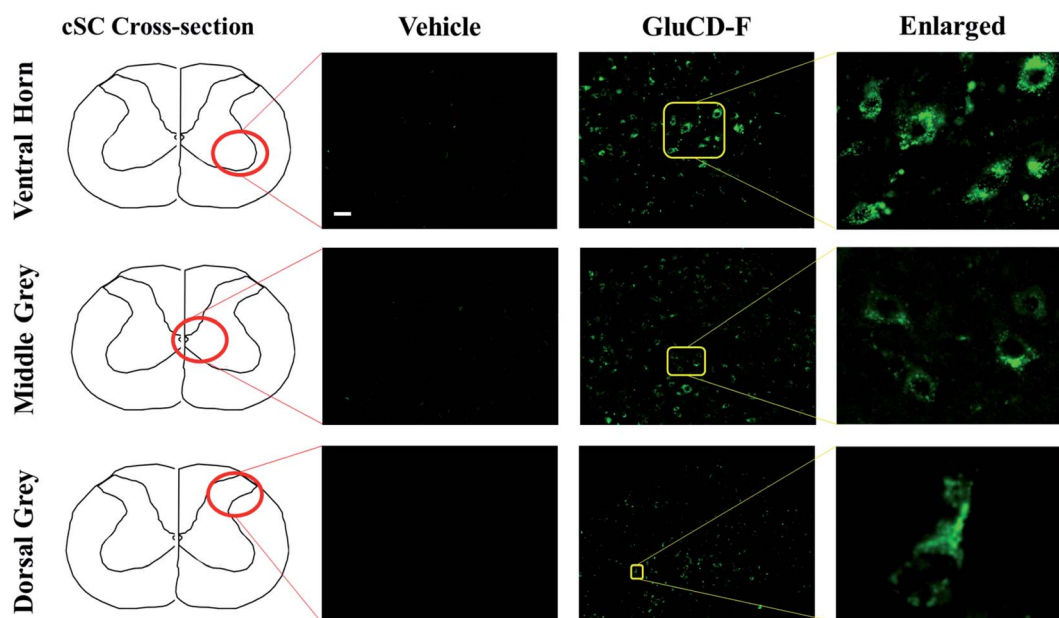 cSC Cross-section Vehicle GluCD-F Enlarged
Ventral Horn
Middle Grey
Dorsal Grey